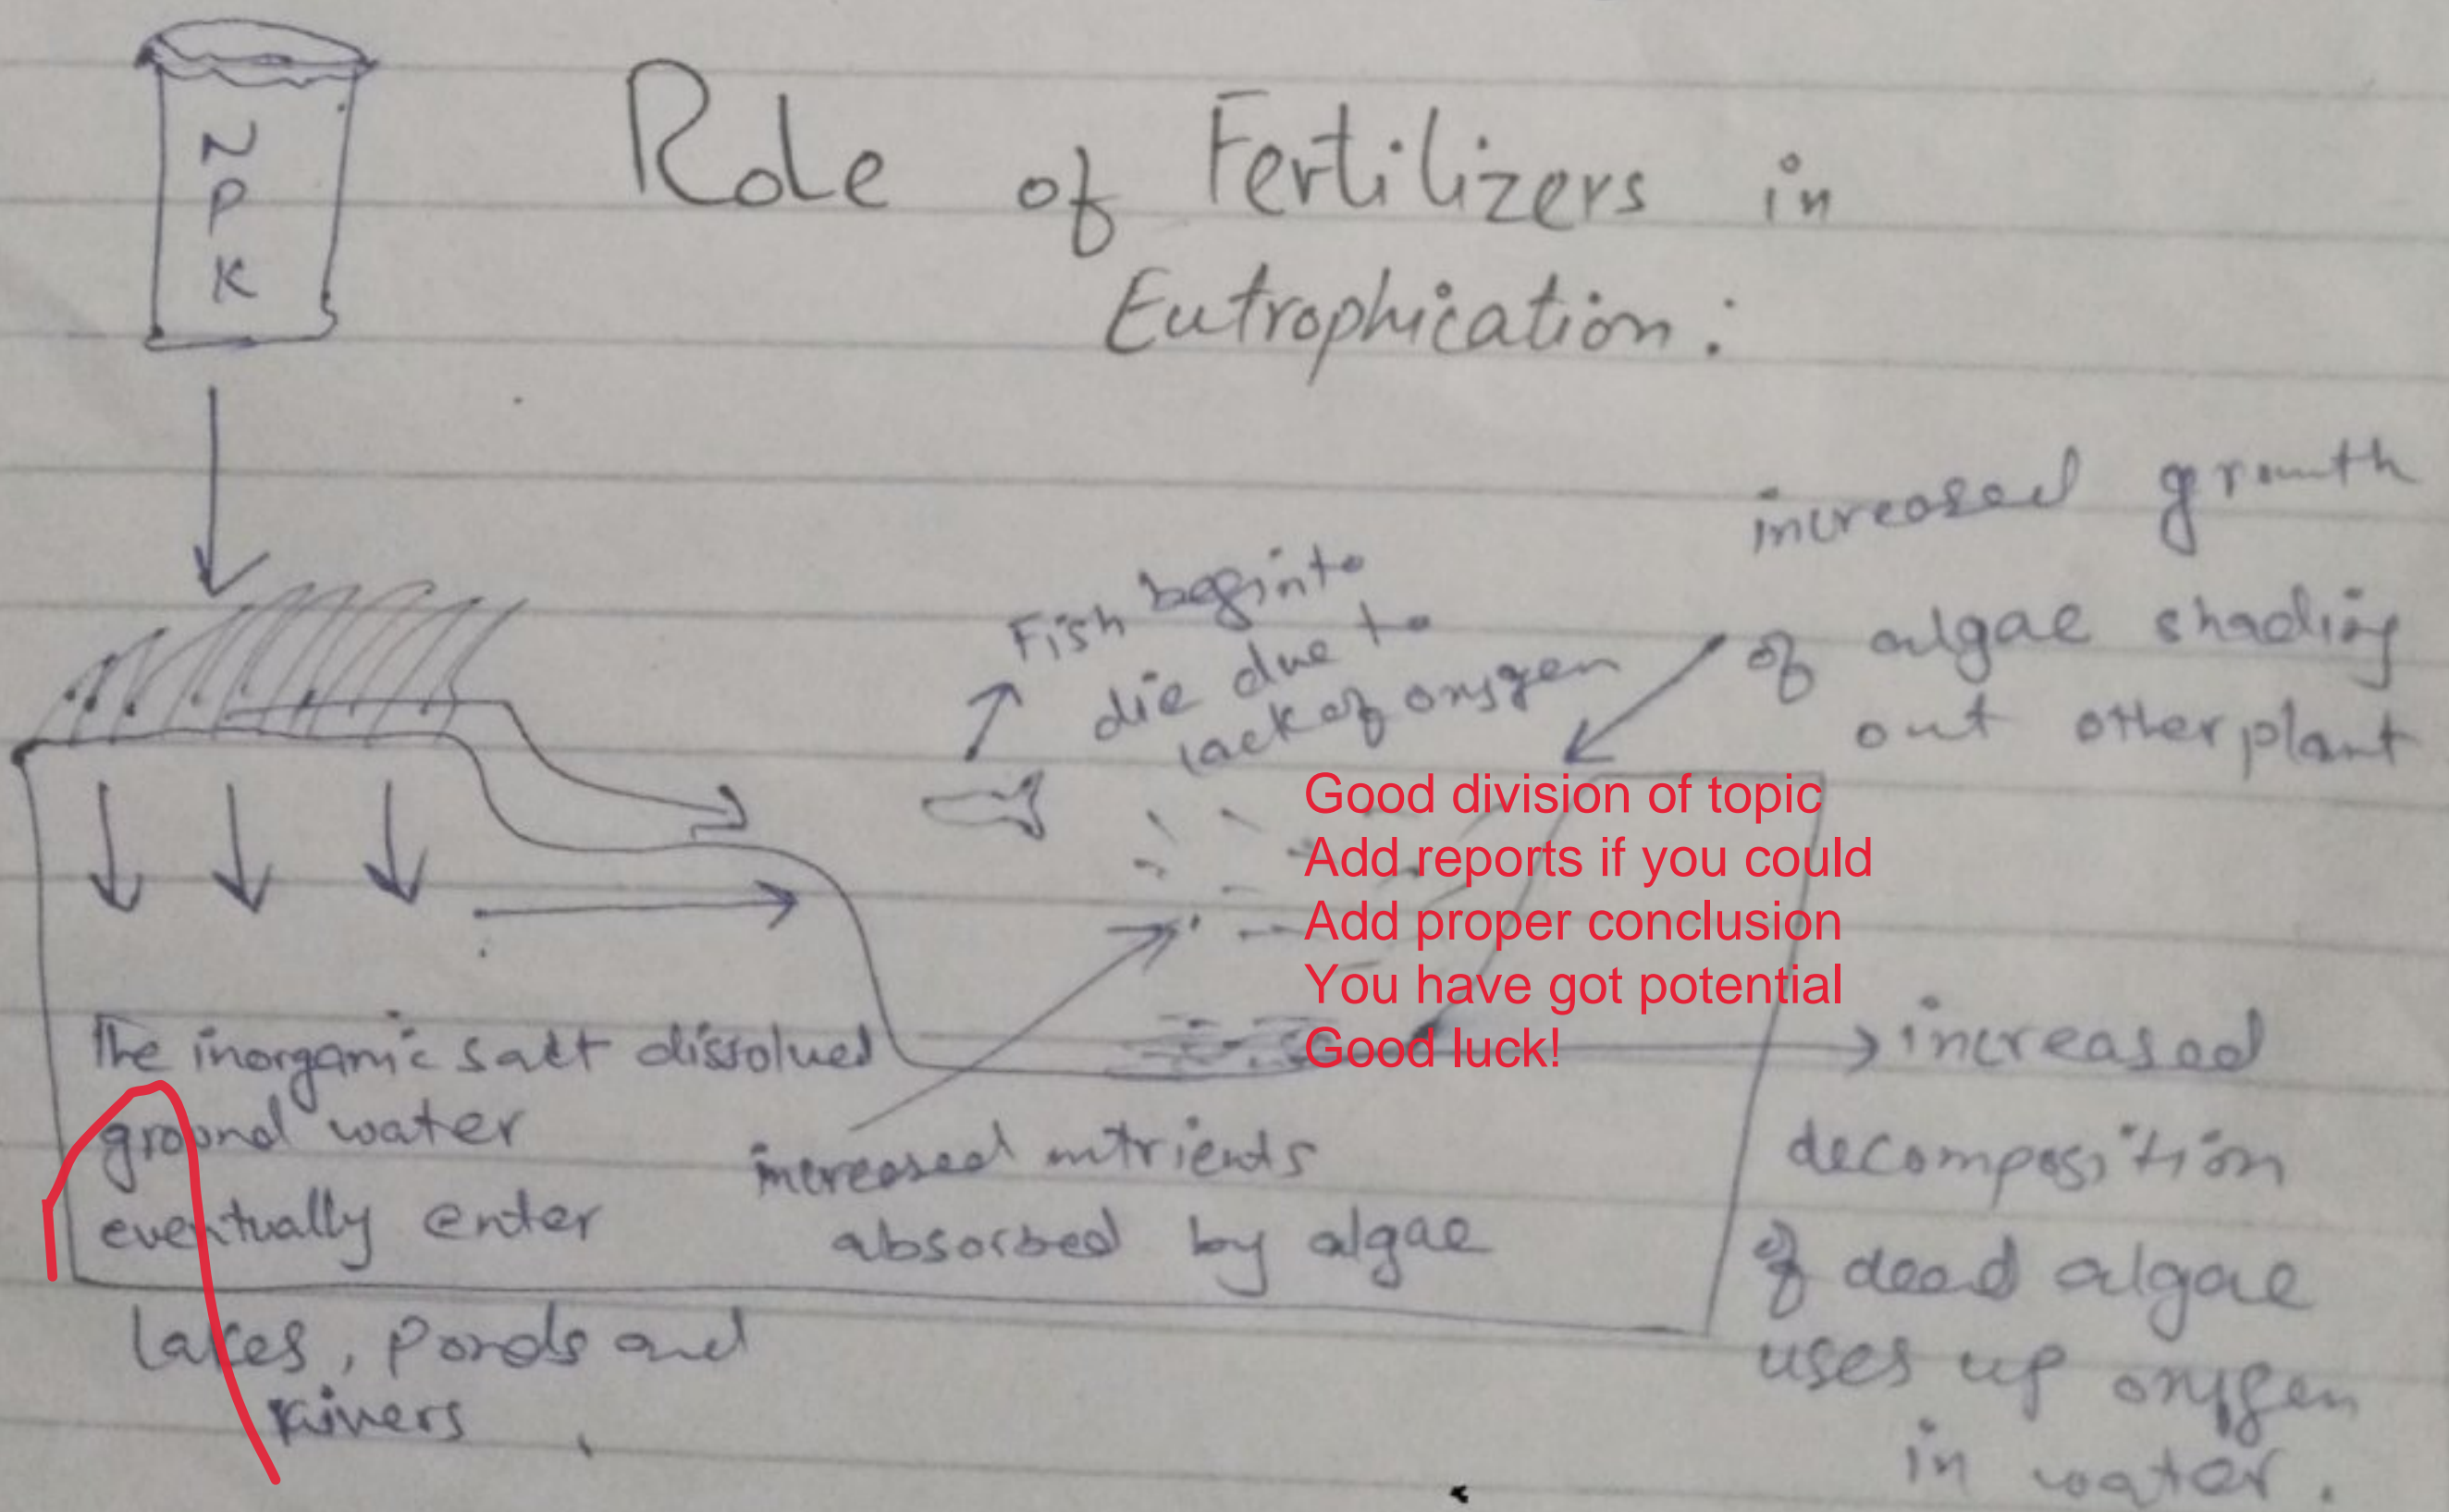 N
P
K
Role of Fertilizers in
Eutrophication:
increased growth
of algae shading
out other plant
Fish begin to
die due to
lack of oxygen
Good division of topic
Add reports if you could
Add proper conclusion
You have got potential
Good luck!
The inorganic salt dissolved
ground water
eventually enter
lakes, ponds and
rivers.
increased nutrients
absorbed by algae
increased
decomposition
of dead algae
uses up oxygen
in water.